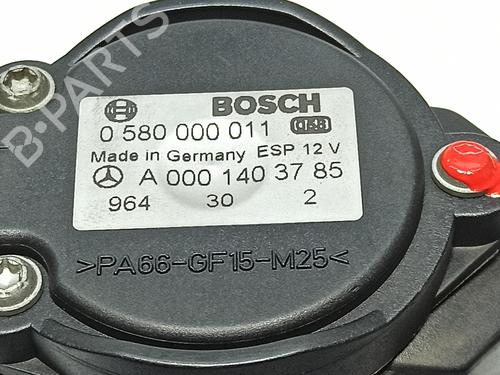 B-PARTS
BOSCH
0 580 000 011
Made in Germany ESP 12 V
A 000 140 37 85
964 30 2
>PA66-GF15-M25<